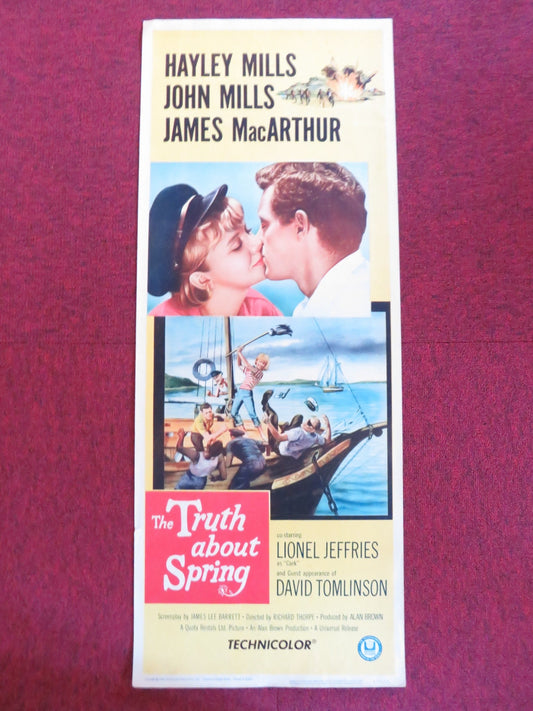 HAYLEY MILLS
JOHN MILLS
JAMES MacARTHUR
The Truth
about
Spring
co-starring
LIONEL JEFFRIES
as "Cark"
and Guest appearance of
DAVID TOMLINSON
Screenplay by JAMES LEE BARRETT • Directed by RICHARD THORPE • Produced by ALAN BROWN
A Quota Rentals Ltd. Picture • An Alan Brown Production • A Universal Release
TECHNICOLOR®